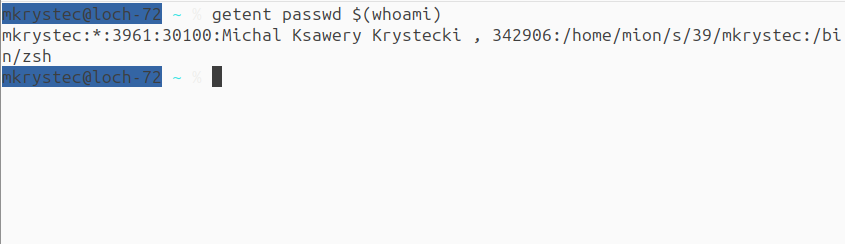 mkrystec@loch-72 ~ % getent passwd $(whoami)
mkrystec:*:3961:30100:Michal Ksawery Krystecki , 342906:/home/mion/s/39/mkrystec:/bi
n/zsh
mkrystec@loch-72 ~ %